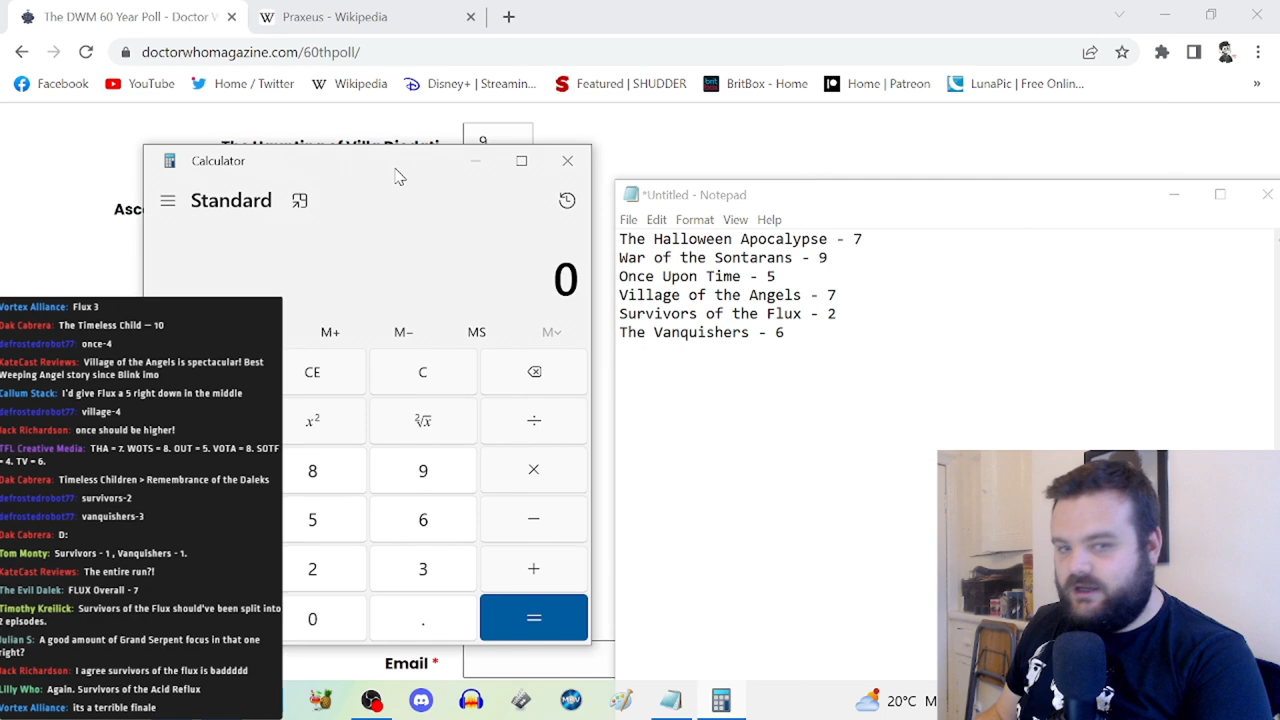 The DWM 60 Year Poll - Doctor W
Praxeus - Wikipedia
doctorwhomagazine.com/60thpoll/
Facebook
YouTube
Home / Twitter
Wikipedia
Disney+ | Streamin...
Featured | SHUDDER
BritBox - Home
Home | Patreon
LunaPic | Free Onlin...
»
9
Asc
Calculator
Standard
0
M+ M− MS M
CE C
x² ²√x ÷
8 9 ×
5 6 −
2 3 +
0 . =
Email *
*Untitled - Notepad
File Edit Format View Help
The Halloween Apocalypse - 7
War of the Sontarans - 9
Once Upon Time - 5
Village of the Angels - 7
Survivors of the Flux - 2
The Vanquishers - 6
Vortex Alliance: Flux 3
Dak Cabrera: The Timeless Child — 10
defrostedrobot77: once-4
KateCast Reviews: Village of the Angels is spectacular! Best
Weeping Angel story since Blink imo
Callum Stack: I'd give Flux a 5 right down in the middle
defrostedrobot77: village-4
Jack Richardson: once should be higher!
TFL Creative Media: THA = 7. WOTS = 8. OUT = 5. VOTA = 8. SOTF
= 4. TV = 6.
Dak Cabrera: Timeless Children > Remembrance of the Daleks
defrostedrobot77: survivors-2
defrostedrobot77: vanquishers-3
Dak Cabrera: D:
Tom Monty: Survivors - 1 , Vanquishers - 1.
KateCast Reviews: The entire run?!
The Evil Dalek: FLUX Overall - 7
Timothy Kreilick: Survivors of the Flux should've been split into
2 episodes.
Julian S: A good amount of Grand Serpent focus in that one
right?
Jack Richardson: I agree survivors of the flux is badddd
Lilly Who: Again. Survivors of the Acid Reflux
Vortex Alliance: its a terrible finale
20°C M